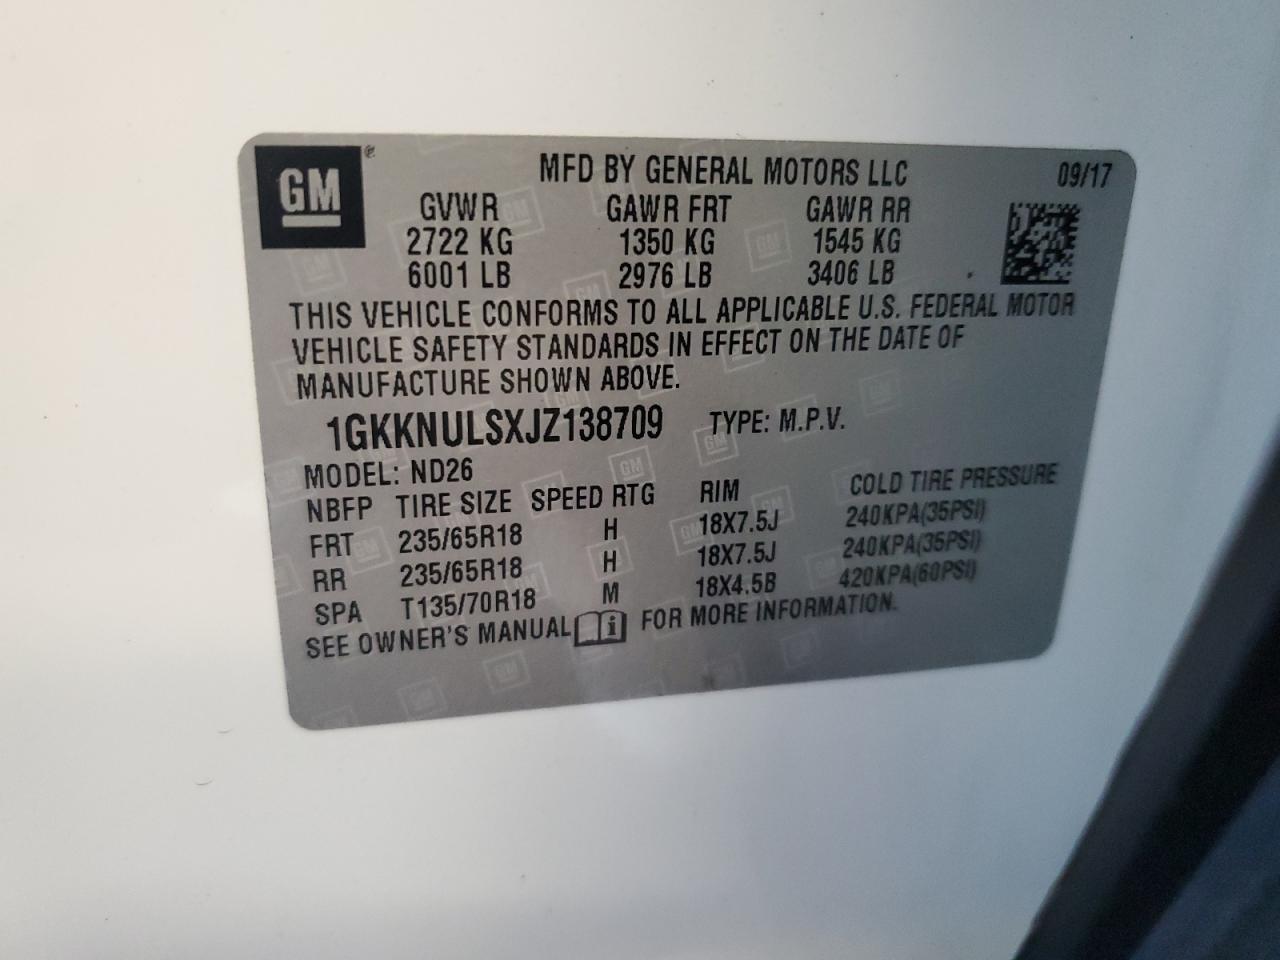 GM ®
MFD BY GENERAL MOTORS LLC 09/17
GVWR GAWR FRT GAWR RR
2722 KG 1350 KG 1545 KG
6001 LB 2976 LB 3406 LB
THIS VEHICLE CONFORMS TO ALL APPLICABLE U.S. FEDERAL MOTOR
VEHICLE SAFETY STANDARDS IN EFFECT ON THE DATE OF
MANUFACTURE SHOWN ABOVE.
1GKKNULSXJZ138709 TYPE: M.P.V.
MODEL: ND26
NBFP TIRE SIZE SPEED RTG RIM COLD TIRE PRESSURE
FRT 235/65R18 H 18X7.5J 240KPA(35PSI)
RR 235/65R18 H 18X7.5J 240KPA(35PSI)
SPA T135/70R18 M 18X4.5B 420KPA(60PSI)
SEE OWNER'S MANUAL i FOR MORE INFORMATION.